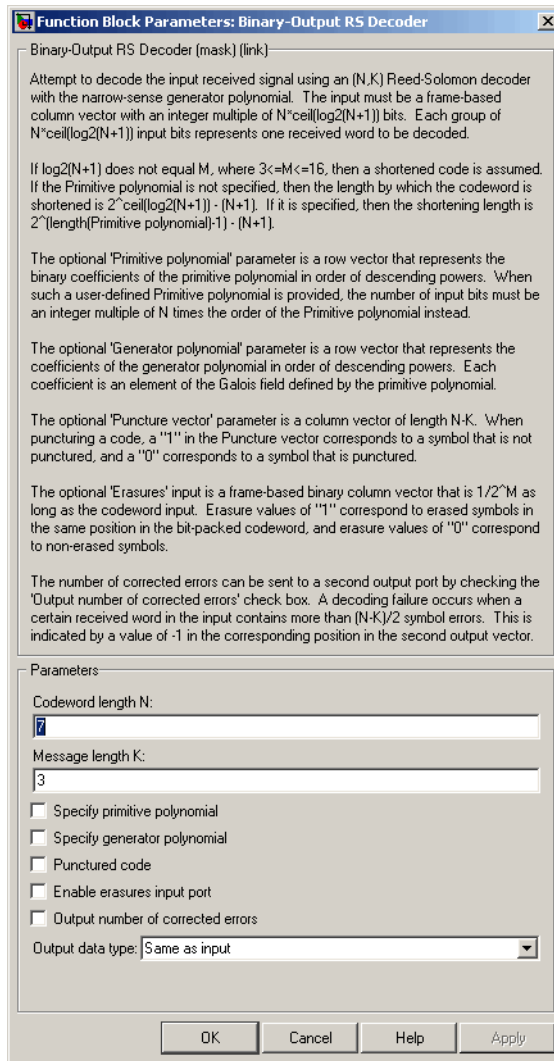 Function Block Parameters: Binary-Output RS Decoder
Binary-Output RS Decoder (mask) (link)
Attempt to decode the input received signal using an (N,K) Reed-Solomon decoder
with the narrow-sense generator polynomial.  The input must be a frame-based
column vector with an integer multiple of N*ceil(log2(N+1)) bits.  Each group of
N*ceil(log2(N+1)) input bits represents one received word to be decoded.
If log2(N+1) does not equal M, where 3<=M<=16, then a shortened code is assumed.
If the Primitive polynomial is not specified, then the length by which the codeword is
shortened is 2^ceil(log2(N+1)) - (N+1).  If it is specified, then the shortening length is
2^(length(Primitive polynomial)-1) - (N+1).
The optional 'Primitive polynomial' parameter is a row vector that represents the
binary coefficients of the primitive polynomial in order of descending powers.  When
such a user-defined Primitive polynomial is provided, the number of input bits must be
an integer multiple of N times the order of the Primitive polynomial instead.
The optional 'Generator polynomial' parameter is a row vector that represents the
coefficients of the generator polynomial in order of descending powers.  Each
coefficient is an element of the Galois field defined by the primitive polynomial.
The optional 'Puncture vector' parameter is a column vector of length N-K.  When
puncturing a code, a "1" in the Puncture vector corresponds to a symbol that is not
punctured, and a "0" corresponds to a symbol that is punctured.
The optional 'Erasures' input is a frame-based binary column vector that is 1/2^M as
long as the codeword input.  Erasure values of "1" correspond to erased symbols in
the same position in the bit-packed codeword, and erasure values of "0" correspond
to non-erased symbols.
The number of corrected errors can be sent to a second output port by checking the
'Output number of corrected errors' check box.  A decoding failure occurs when a
certain received word in the input contains more than (N-K)/2 symbol errors.  This is
indicated by a value of -1 in the corresponding position in the second output vector.
Parameters
Codeword length N:
7
Message length K:
3
Specify primitive polynomial
Specify generator polynomial
Punctured code
Enable erasures input port
Output number of corrected errors
Output data type: Same as input
OK Cancel Help Apply